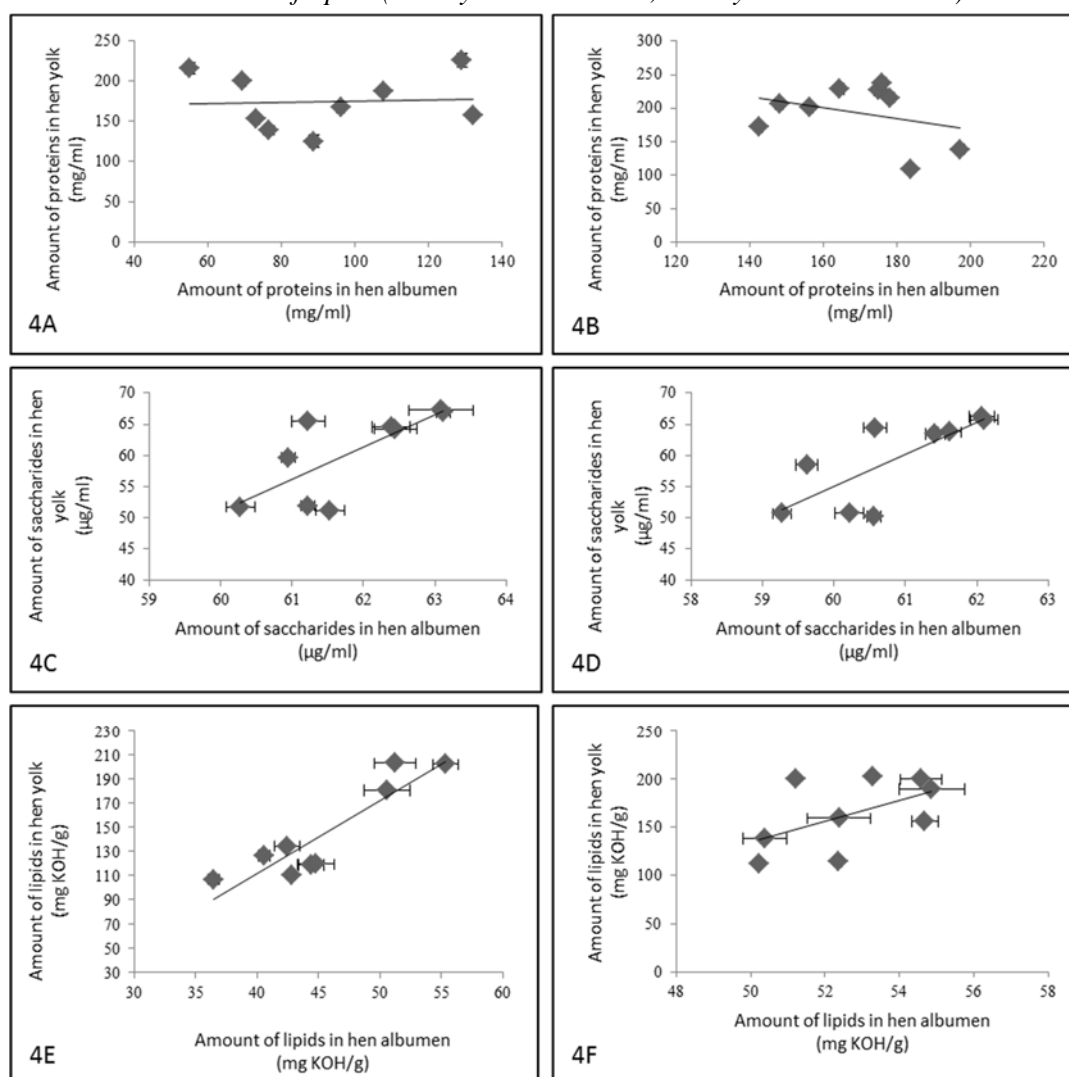 Amount of proteins in hen yolk
(mg/ml)
250
200
150
100
50
0
40 60 80 100 120 140
Amount of proteins in hen albumen
(mg/ml)
4A
Amount of proteins in hen yolk
(mg/ml)
300
250
200
150
100
50
0
120 140 160 180 200 220
Amount of proteins in hen albumen
(mg/ml)
4B
Amount of saccharides in hen
yolk
(µg/ml)
70
65
60
55
50
45
40
59 60 61 62 63 64
Amount of saccharides in hen albumen
(µg/ml)
4C
Amount of saccharides in hen
yolk
(µg/ml)
70
65
60
55
50
45
40
58 59 60 61 62 63
Amount of saccharides in hen albumen
(µg/ml)
4D
Amount of lipids in hen yolk
(mg KOH/g)
230
210
190
170
150
130
110
90
70
50
30
30 35 40 45 50 55 60
Amount of lipids in hen albumen
(mg KOH/g)
4E
Amount of lipids in hen yolk
(mg KOH/g)
250
200
150
100
50
0
48 50 52 54 56 58
Amount of lipids in hen albumen
(mg KOH/g)
4F